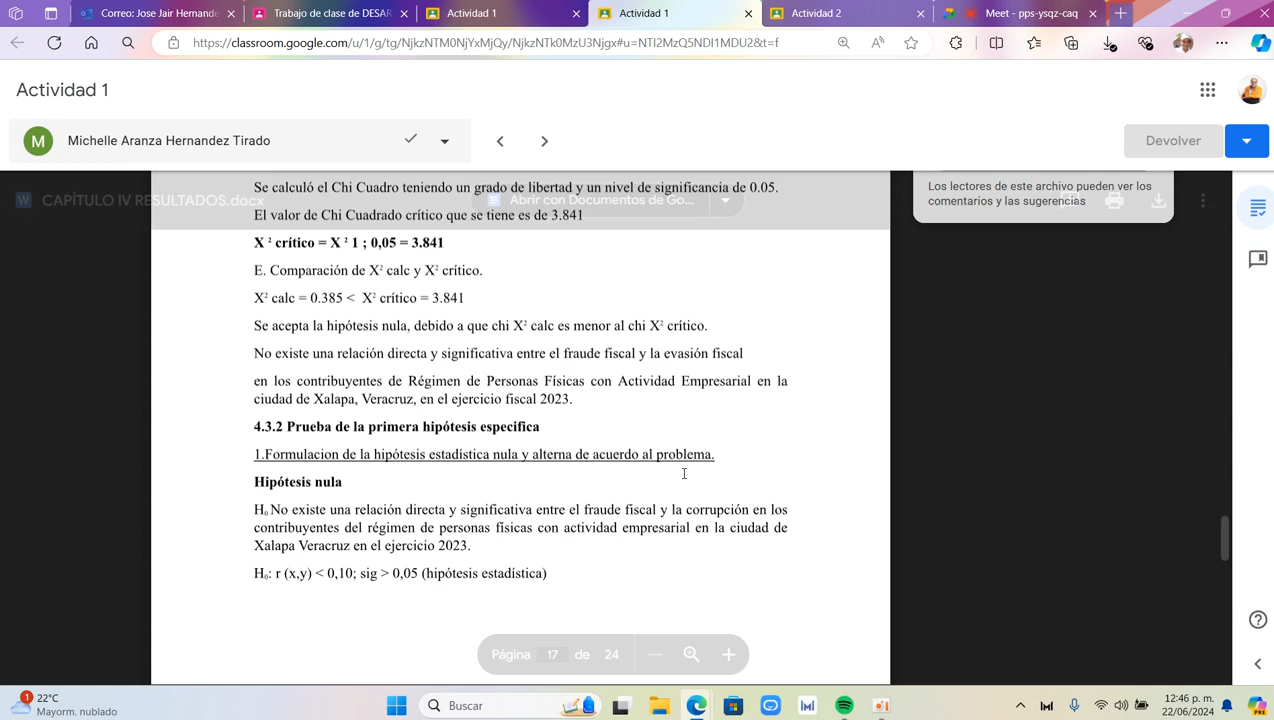 Correo: Jose Jair Hernande
Trabajo de clase de DESAR
Actividad 1
Actividad 1
Actividad 2
Meet - pps-ysqz-caq
https://classroom.google.com/u/1/g/tg/NjkzNTM0NjYxMjQy/NjkzNTk0MzU3Njgx#u=NTI2MzQ5NDI1MDU2&t=f
Actividad 1
M
Michelle Aranza Hernandez Tirado
Devolver
W CAPÍTULO IV RESULTADOS.docx
Abrir con Documentos de Go...
Los lectores de este archivo pueden ver los
comentarios y las sugerencias
Se calculó el Chi Cuadro teniendo un grado de libertad y un nivel de significancia de 0.05.
El valor de Chi Cuadrado crítico que se tiene es de 3.841
X ² crítico = X ² 1 ; 0,05 = 3.841
E. Comparación de X² calc y X² crítico.
X² calc = 0.385 < X² crítico = 3.841
Se acepta la hipótesis nula, debido a que chi X² calc es menor al chi X² crítico.
No existe una relación directa y significativa entre el fraude fiscal y la evasión fiscal
en los contribuyentes de Régimen de Personas Físicas con Actividad Empresarial en la
ciudad de Xalapa, Veracruz, en el ejercicio fiscal 2023.
4.3.2 Prueba de la primera hipótesis especifica
1.Formulacion de la hipótesis estadística nula y alterna de acuerdo al problema.
Hipótesis nula
H₀ No existe una relación directa y significativa entre el fraude fiscal y la corrupción en los
contribuyentes del régimen de personas físicas con actividad empresarial en la ciudad de
Xalapa Veracruz en el ejercicio 2023.
H₀: r (x,y) < 0,10; sig > 0,05 (hipótesis estadística)
Página 17 de 24
1
22°C
Mayorm. nublado
Buscar
12:46 p. m.
22/06/2024
PRE